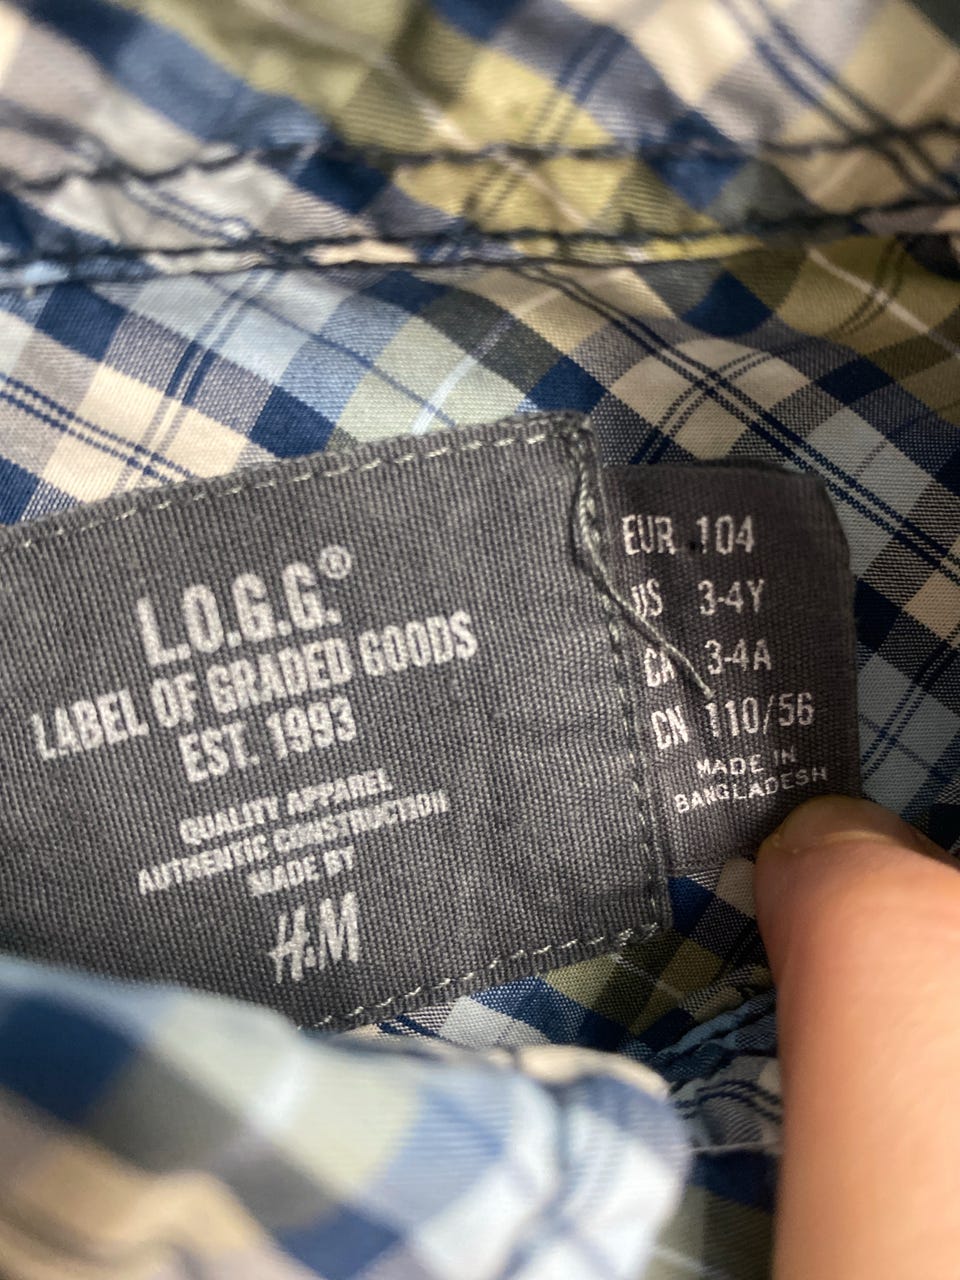 L.O.G.G.®
LABEL OF GRADED GOODS
EST. 1993
QUALITY APPAREL
AUTHENTIC CONSTRUCTION
MADE BY
H&M
EUR 104
US 3-4Y
CA 3-4A
CN 110/56
MADE IN
BANGLADESH